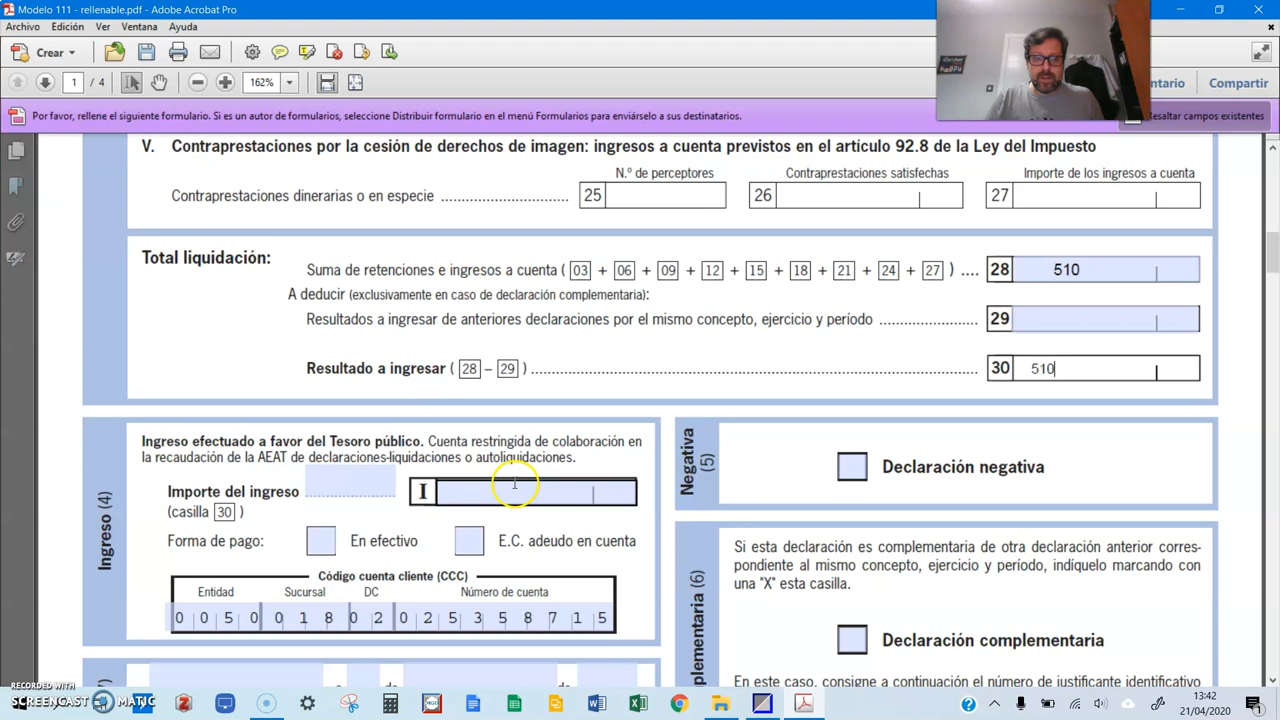 Modelo 111 - rellenable.pdf - Adobe Acrobat Pro
Archivo Edición Ver Ventana Ayuda
Crear
1 / 4
162%
Compartir
Por favor, rellene el siguiente formulario. Si es un autor de formularios, seleccione Distribuir formulario en el menú Formularios para enviárselo a sus destinatarios.
esaltar campos existentes
V. Contraprestaciones por la cesión de derechos de imagen: ingresos a cuenta previstos en el artículo 92.8 de la Ley del Impuesto
N.º de perceptores Contraprestaciones satisfechas Importe de los ingresos a cuenta
Contraprestaciones dinerarias o en especie .............................. 25 26 27
Total liquidación:
Suma de retenciones e ingresos a cuenta ( 03 + 06 + 09 + 12 + 15 + 18 + 21 + 24 + 27 ) .... 28 510
A deducir (exclusivamente en caso de declaración complementaria):
Resultados a ingresar de anteriores declaraciones por el mismo concepto, ejercicio y período ......................... 29
Resultado a ingresar ( 28 – 29 ) ................................................................ 30 510
Ingreso (4)
Ingreso efectuado a favor del Tesoro público. Cuenta restringida de colaboración en
la recaudación de la AEAT de declaraciones-liquidaciones o autoliquidaciones.
Importe del ingreso I
(casilla 30 )
Forma de pago: En efectivo E.C. adeudo en cuenta
Código cuenta cliente (CCC)
Entidad Sucursal DC Número de cuenta
0 0 5 0 0 1 8 0 2 0 2 5 3 5 8 7 1 5
Negativa (5)
Declaración negativa
plementaria (6)
Si esta declaración es complementaria de otra declaración anterior corres-
pondiente al mismo concepto, ejercicio y período, indíquelo marcando con
una "X" esta casilla.
Declaración complementaria
En este caso, consigne a continuación el número de justificante identificativo
RECORDED WITH
SCREENCAST MATIC
13:42
21/04/2020